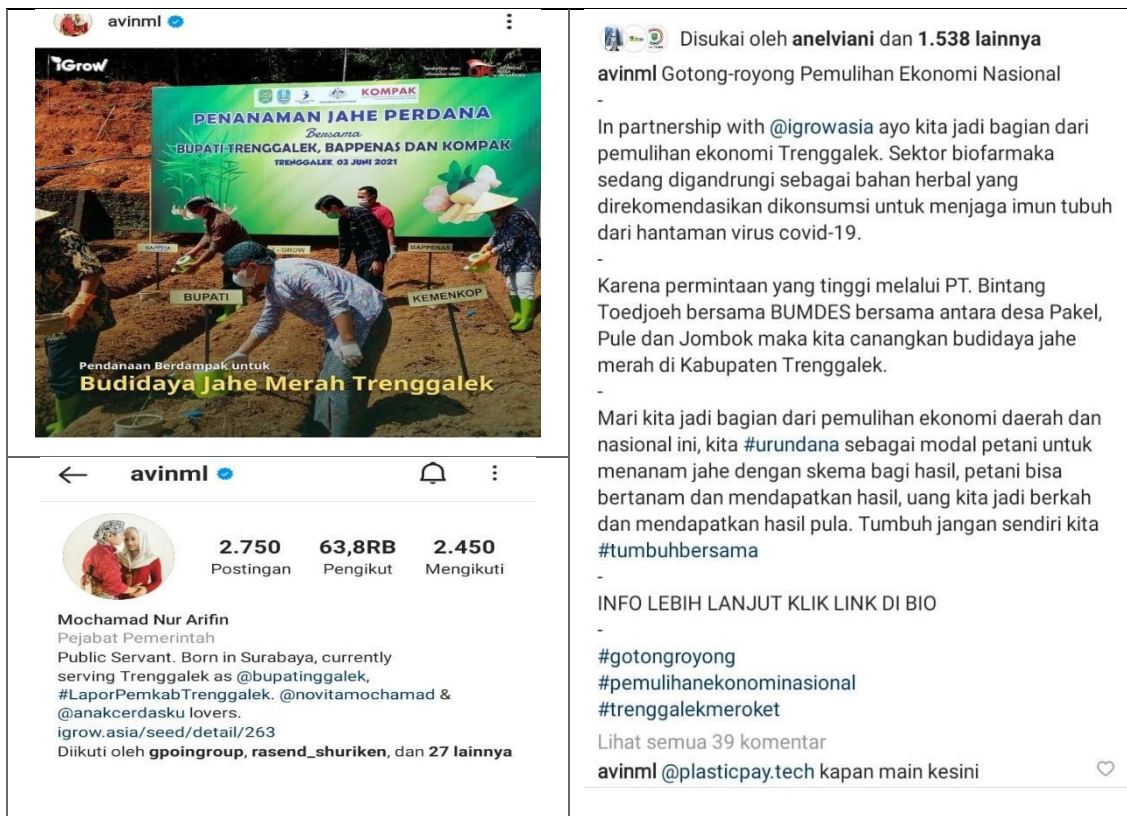 avinml
iGrow
Terdaftar dan
diawasi oleh
KOMPAK
PENANAMAN JAHE PERDANA
Bersama
BUPATI TRENGGALEK, BAPPENAS DAN KOMPAK
TRENGGALEK 03 JUNI 2021
BAPPEDA
I-GROW
BAPPENAS
BUPATI
KEMENKOP
Pendanaan Berdampak untuk
Budidaya Jahe Merah Trenggalek
avinml
2.750 63,8RB 2.450
Postingan Pengikut Mengikuti
Mochamad Nur Arifin
Pejabat Pemerintah
Public Servant. Born in Surabaya, currently
serving Trenggalek as @bupatinggalek,
#LaporPemkabTrenggalek. @novitamochamad &
@anakcerdasku lovers.
igrow.asia/seed/detail/263
Diikuti oleh gpoingroup, rasend_shuriken, dan 27 lainnya
Disukai oleh anelviani dan 1.538 lainnya
avinml Gotong-royong Pemulihan Ekonomi Nasional
-
In partnership with @igrowasia ayo kita jadi bagian dari
pemulihan ekonomi Trenggalek. Sektor biofarmaka
sedang digandrungi sebagai bahan herbal yang
direkomendasikan dikonsumsi untuk menjaga imun tubuh
dari hantaman virus covid-19.
-
Karena permintaan yang tinggi melalui PT. Bintang
Toedjoeh bersama BUMDES bersama antara desa Pakel,
Pule dan Jombok maka kita canangkan budidaya jahe
merah di Kabupaten Trenggalek.
-
Mari kita jadi bagian dari pemulihan ekonomi daerah dan
nasional ini, kita #urundana sebagai modal petani untuk
menanam jahe dengan skema bagi hasil, petani bisa
bertanam dan mendapatkan hasil, uang kita jadi berkah
dan mendapatkan hasil pula. Tumbuh jangan sendiri kita
#tumbuhbersama
-
INFO LEBIH LANJUT KLIK LINK DI BIO
-
#gotongroyong
#pemulihanekonominasional
#trenggalekmeroket
Lihat semua 39 komentar
avinml @plasticpay.tech kapan main kesini